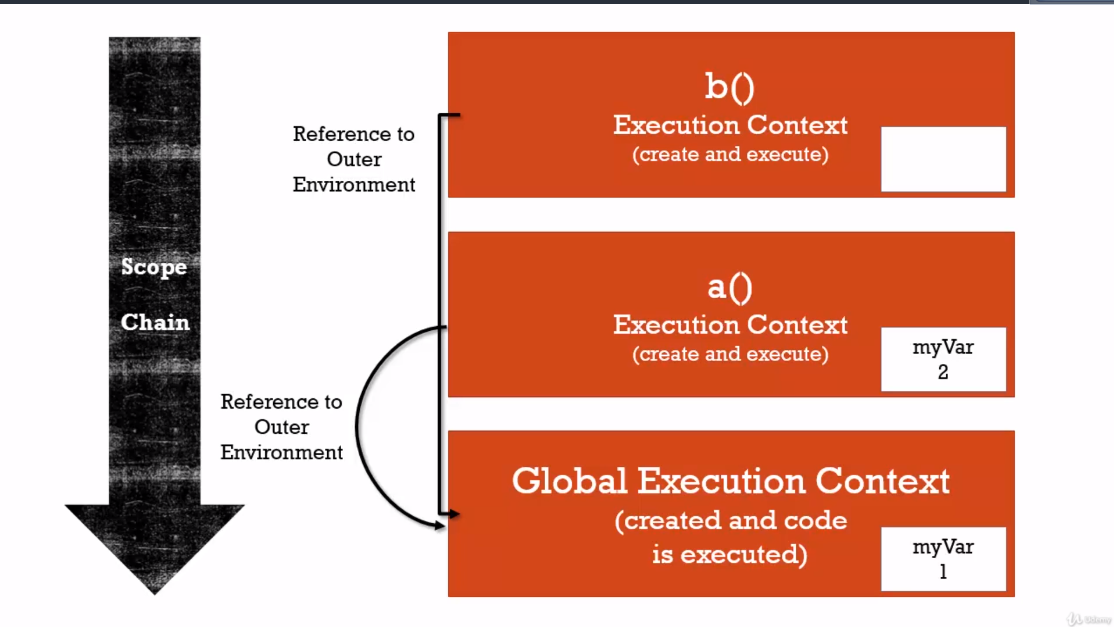 b()
Execution Context
(create and execute)
Reference to
Outer
Environment
Scope
Chain
a()
Execution Context
(create and execute)
myVar
2
Reference to
Outer
Environment
Global Execution Context
(created and code
is executed)
myVar
1
Udemy